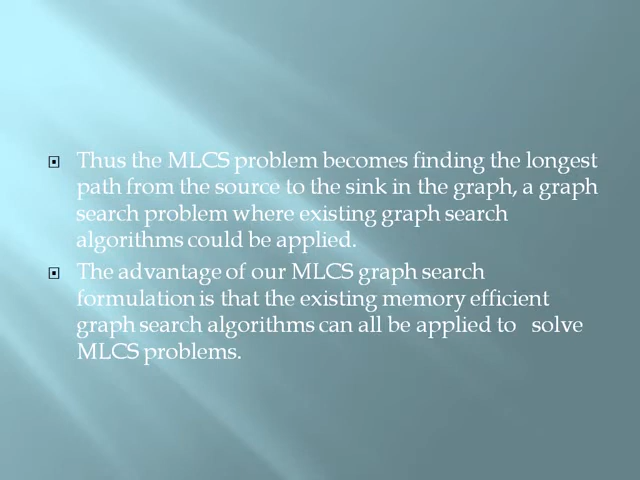 Thus the MLCS problem becomes finding the longest
path from the source to the sink in the graph, a graph
search problem where existing graph search
algorithms could be applied.
The advantage of our MLCS graph search
formulation is that the existing memory efficient
graph search algorithms can all be applied to   solve
MLCS problems.